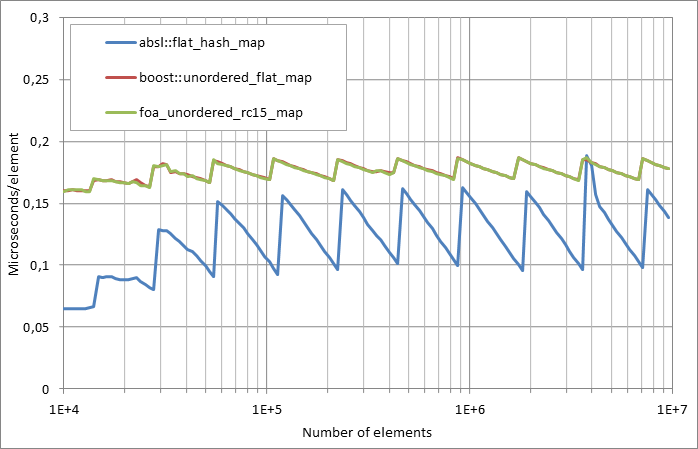 0,3
absl::flat_hash_map
0,25
boost::unordered_flat_map
foa_unordered_rc15_map
0,2
Microseconds/element
0,15
0,1
0,05
0
1E+4 1E+5 1E+6 1E+7
Number of elements